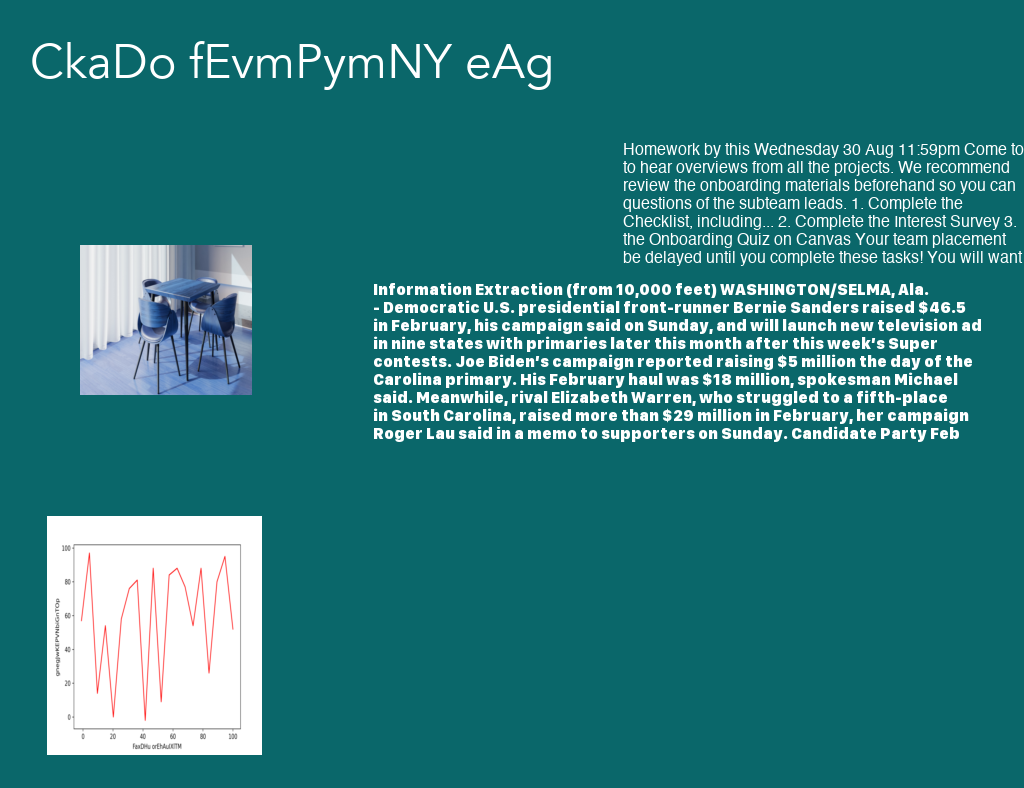 CkaDo fEvmPymNY eAg
Homework by this Wednesday 30 Aug 11:59pm Come to
to hear overviews from all the projects. We recommend
review the onboarding materials beforehand so you can
questions of the subteam leads. 1. Complete the
Checklist, including... 2. Complete the Interest Survey 3.
the Onboarding Quiz on Canvas Your team placement
be delayed until you complete these tasks! You will want
Information Extraction (from 10,000 feet) WASHINGTON/SELMA, Ala.
- Democratic U.S. presidential front-runner Bernie Sanders raised $46.5
in February, his campaign said on Sunday, and will launch new television ad
in nine states with primaries later this month after this week’s Super
contests. Joe Biden’s campaign reported raising $5 million the day of the
Carolina primary. His February haul was $18 million, spokesman Michael
said. Meanwhile, rival Elizabeth Warren, who struggled to a fifth-place
in South Carolina, raised more than $29 million in February, her campaign
Roger Lau said in a memo to supporters on Sunday. Candidate Party Feb
100
80
60
40
20
0
0 20 40 60 80 100